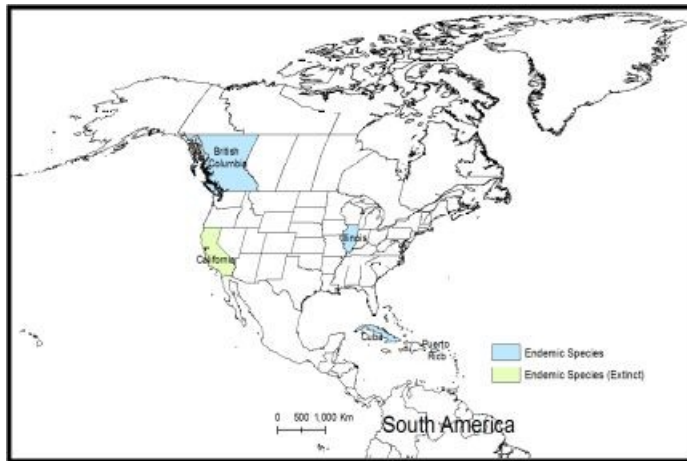 British
Columbia
Illinois
California
Cuba
Puerto
Rico
Endemic Species
Endemic Species (Extinct)
0 500 1,000 Km
South America